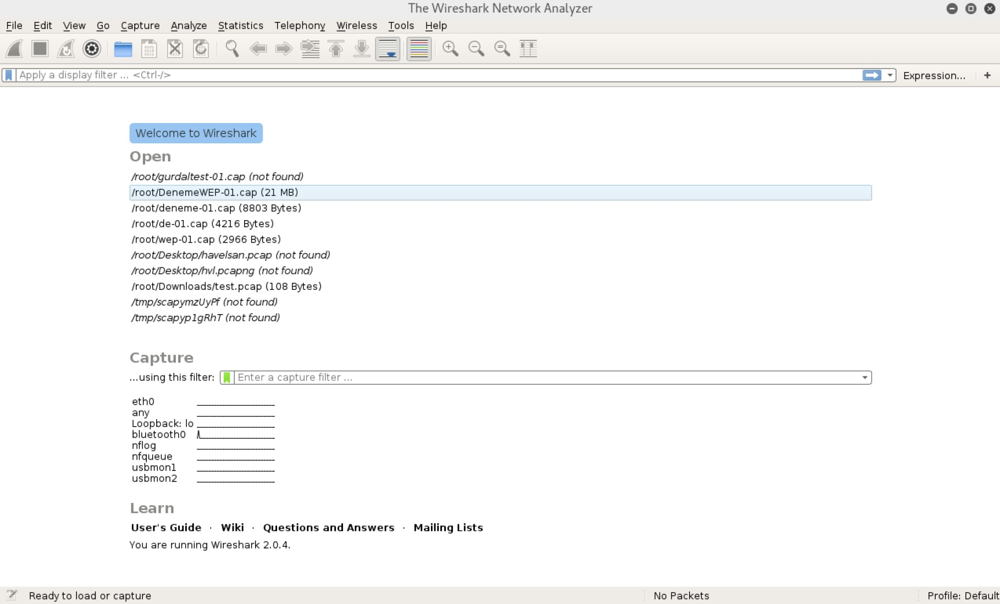 The Wireshark Network Analyzer
File Edit View Go Capture Analyze Statistics Telephony Wireless Tools Help
Apply a display filter ... <Ctrl-/> Expression... +
Welcome to Wireshark
Open
/root/gurdaltest-01.cap (not found)
/root/DenemeWEP-01.cap (21 MB)
/root/deneme-01.cap (8803 Bytes)
/root/de-01.cap (4216 Bytes)
/root/wep-01.cap (2966 Bytes)
/root/Desktop/havelsan.pcap (not found)
/root/Desktop/hvl.pcapng (not found)
/root/Downloads/test.pcap (108 Bytes)
/tmp/scapymzUyPf (not found)
/tmp/scapyp1gRhT (not found)
Capture
...using this filter: Enter a capture filter ...
eth0
any
Loopback: lo
bluetooth0
nflog
nfqueue
usbmon1
usbmon2
Learn
User's Guide · Wiki · Questions and Answers · Mailing Lists
You are running Wireshark 2.0.4.
Ready to load or capture No Packets Profile: Default